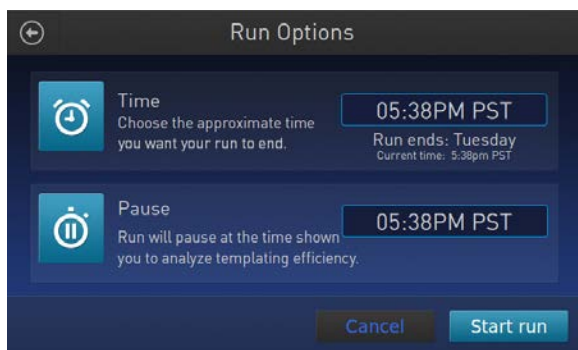 Run Options
Time
Choose the approximate time
you want your run to end.
05:38PM PST
Run ends: Tuesday
Current time: 5:38pm PST
Pause
Run will pause at the time shown
you to analyze templating efficiency.
05:38PM PST
Cancel
Start run